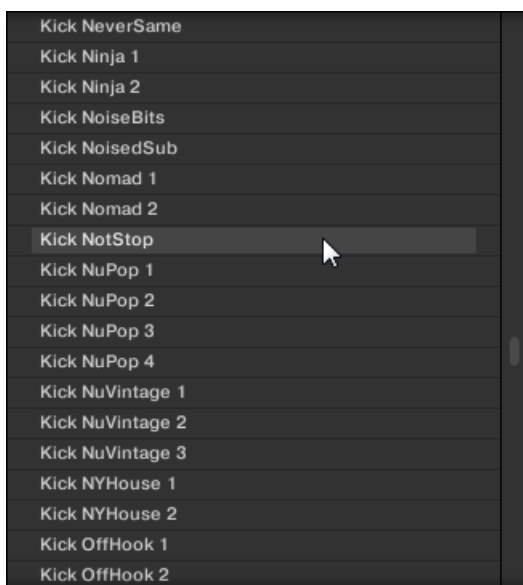 Kick NeverSame
Kick Ninja 1
Kick Ninja 2
Kick NoiseBits
Kick NoisedSub
Kick Nomad 1
Kick Nomad 2
Kick NotStop
Kick NuPop 1
Kick NuPop 2
Kick NuPop 3
Kick NuPop 4
Kick NuVintage 1
Kick NuVintage 2
Kick NuVintage 3
Kick NYHouse 1
Kick NYHouse 2
Kick OffHook 1
Kick OffHook 2